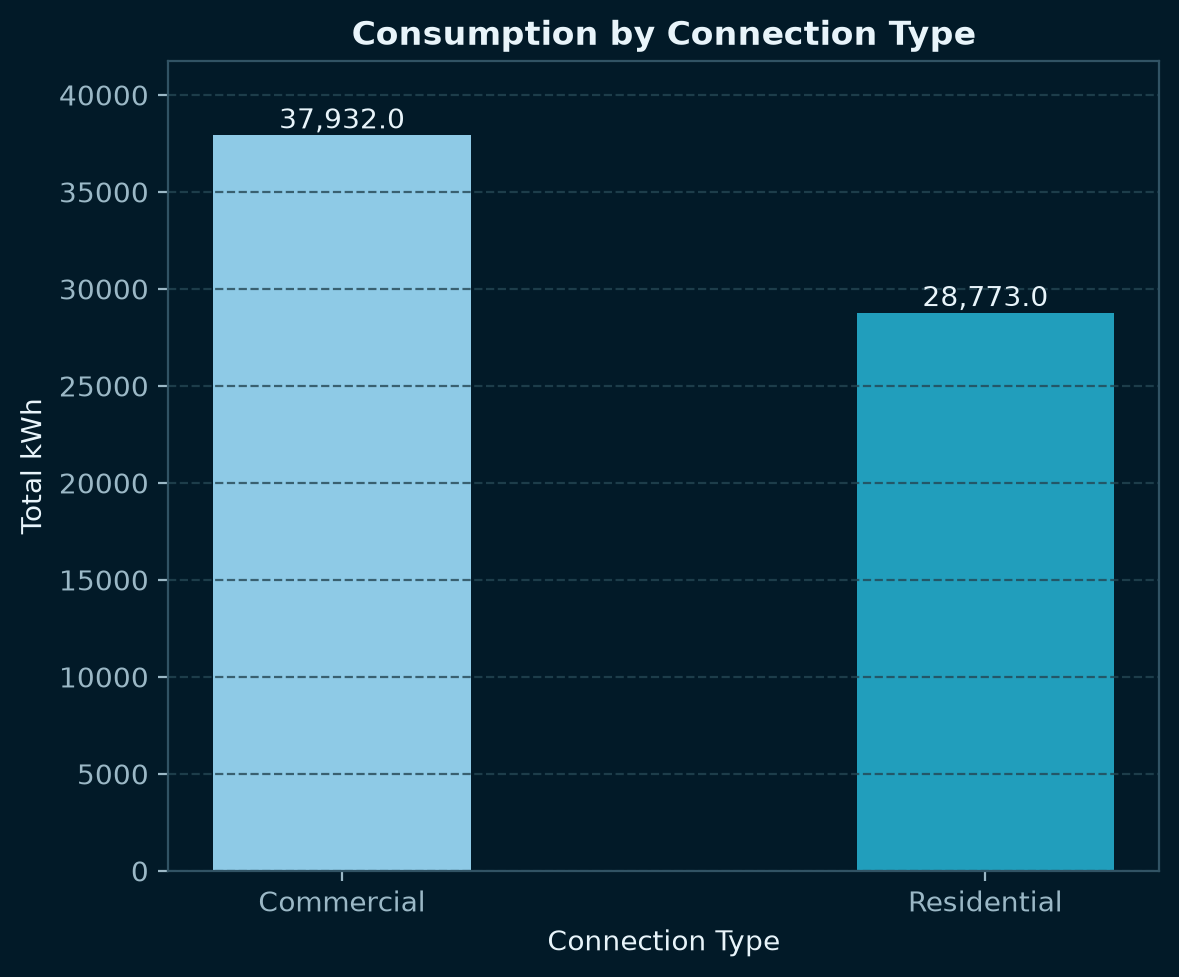 Consumption by Connection Type
40000
37,932.0
35000
30000
28,773.0
25000
20000
15000
10000
5000
0
Total kWh
Commercial
Residential
Connection Type